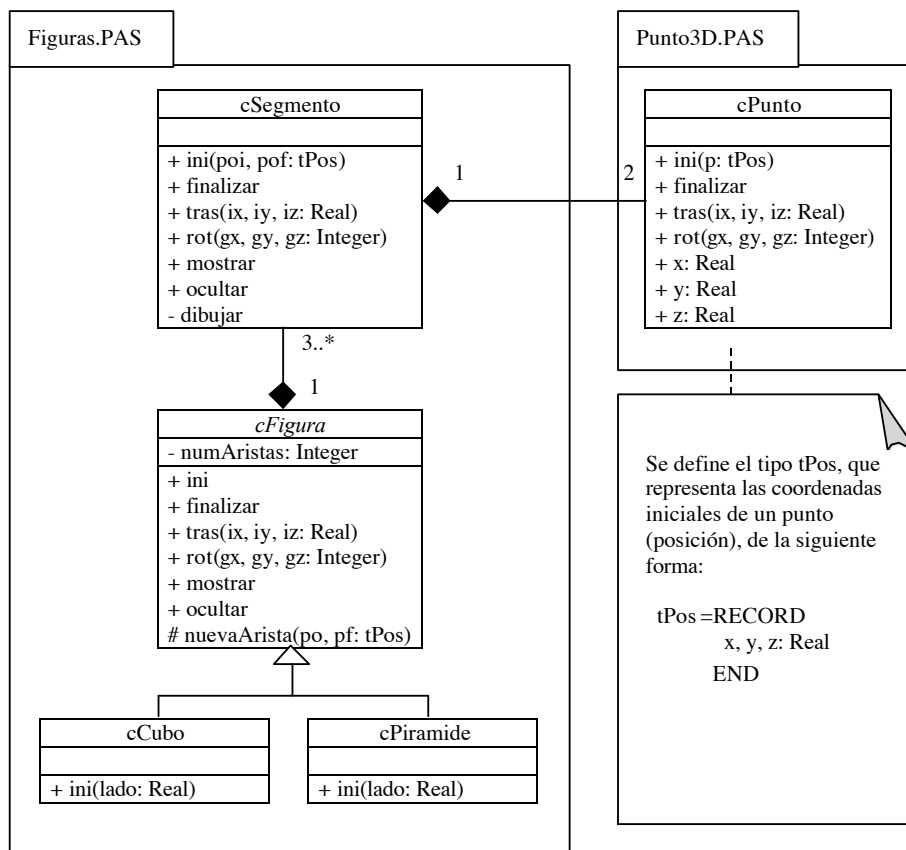 Figuras.PAS
cSegmento
+ ini(poi, pof: tPos)
+ finalizar
+ tras(ix, iy, iz: Real)
+ rot(gx, gy, gz: Integer)
+ mostrar
+ ocultar
- dibujar
1
2
3..*
1
cFigura
- numAristas: Integer
+ ini
+ finalizar
+ tras(ix, iy, iz: Real)
+ rot(gx, gy, gz: Integer)
+ mostrar
+ ocultar
# nuevaArista(po, pf: tPos)
cCubo
+ ini(lado: Real)
cPiramide
+ ini(lado: Real)
Punto3D.PAS
cPunto
+ ini(p: tPos)
+ finalizar
+ tras(ix, iy, iz: Real)
+ rot(gx, gy, gz: Integer)
+ x: Real
+ y: Real
+ z: Real
Se define el tipo tPos, que
representa las coordenadas
iniciales de un punto
(posición), de la siguiente
forma:
tPos =RECORD
x, y, z: Real
END